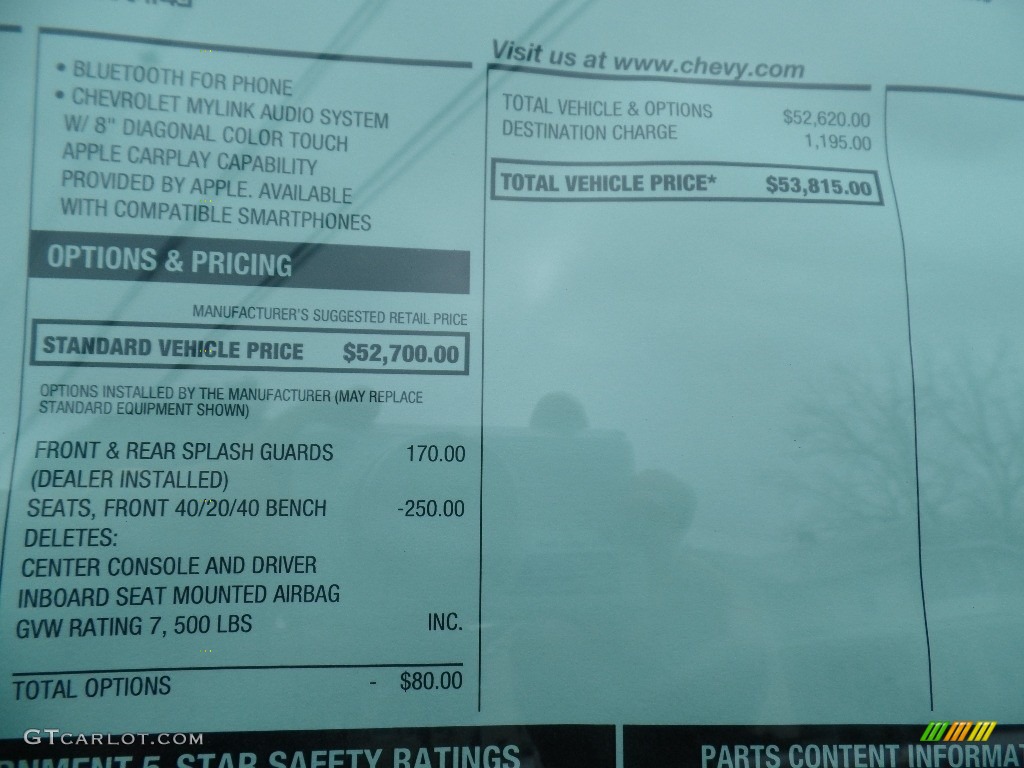 • BLUETOOTH FOR PHONE
• CHEVROLET MYLINK AUDIO SYSTEM
W/ 8" DIAGONAL COLOR TOUCH
APPLE CARPLAY CAPABILITY
PROVIDED BY APPLE. AVAILABLE
WITH COMPATIBLE SMARTPHONES
OPTIONS & PRICING
MANUFACTURER'S SUGGESTED RETAIL PRICE
STANDARD VEHICLE PRICE $52,700.00
OPTIONS INSTALLED BY THE MANUFACTURER (MAY REPLACE
STANDARD EQUIPMENT SHOWN)
FRONT & REAR SPLASH GUARDS 170.00
(DEALER INSTALLED)
SEATS, FRONT 40/20/40 BENCH -250.00
DELETES:
CENTER CONSOLE AND DRIVER
INBOARD SEAT MOUNTED AIRBAG
GVW RATING 7, 500 LBS INC.
TOTAL OPTIONS - $80.00
Visit us at www.chevy.com
TOTAL VEHICLE & OPTIONS $52,620.00
DESTINATION CHARGE 1,195.00
TOTAL VEHICLE PRICE* $53,815.00
GTCARLOT.COM
RNMENT 5-STAR SAFETY RATINGS
PARTS CONTENT INFORMAT